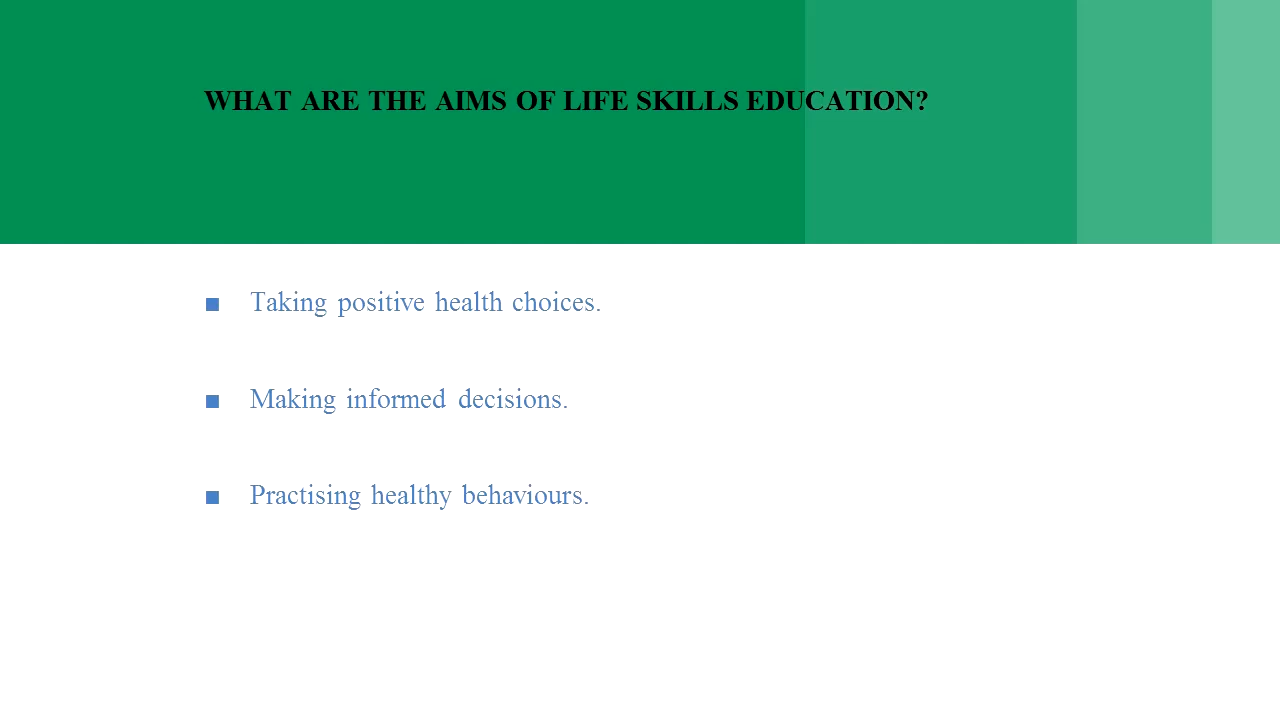 WHAT ARE THE AIMS OF LIFE SKILLS EDUCATION?
■ Taking positive health choices.
■ Making informed decisions.
■ Practising healthy behaviours.